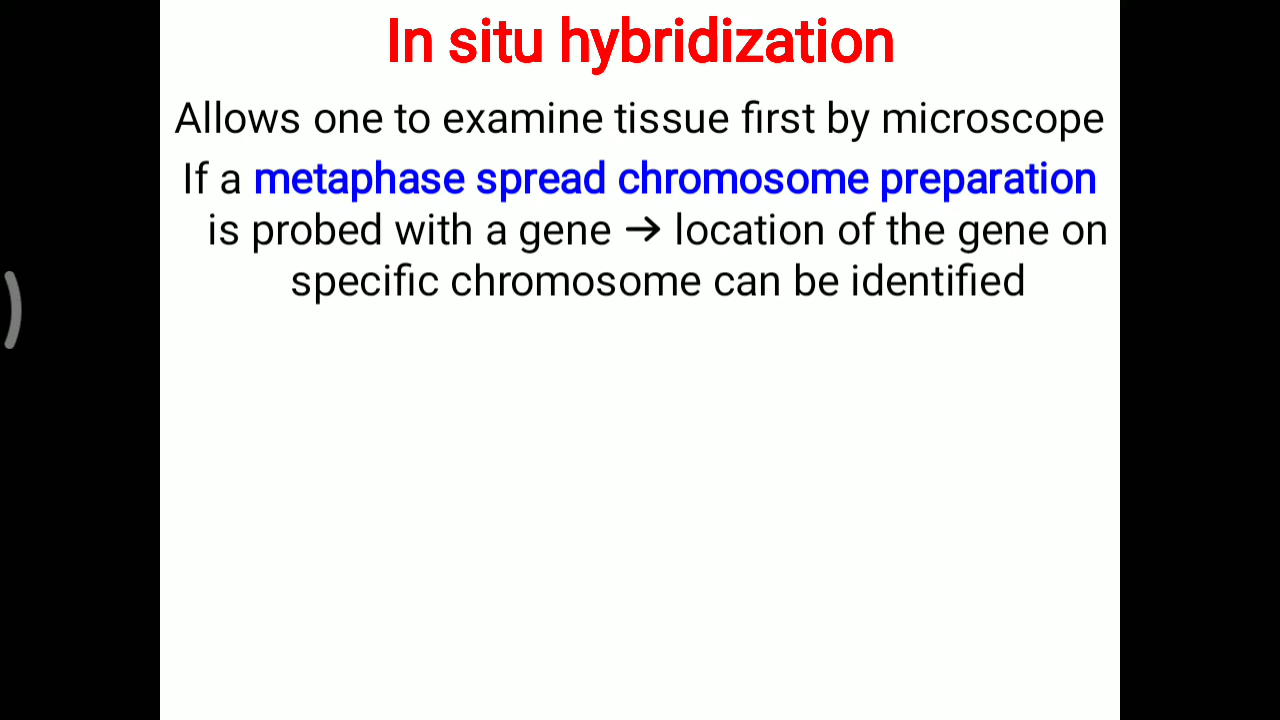 In situ hybridization
Allows one to examine tissue first by microscope
If a metaphase spread chromosome preparation
is probed with a gene → location of the gene on
specific chromosome can be identified